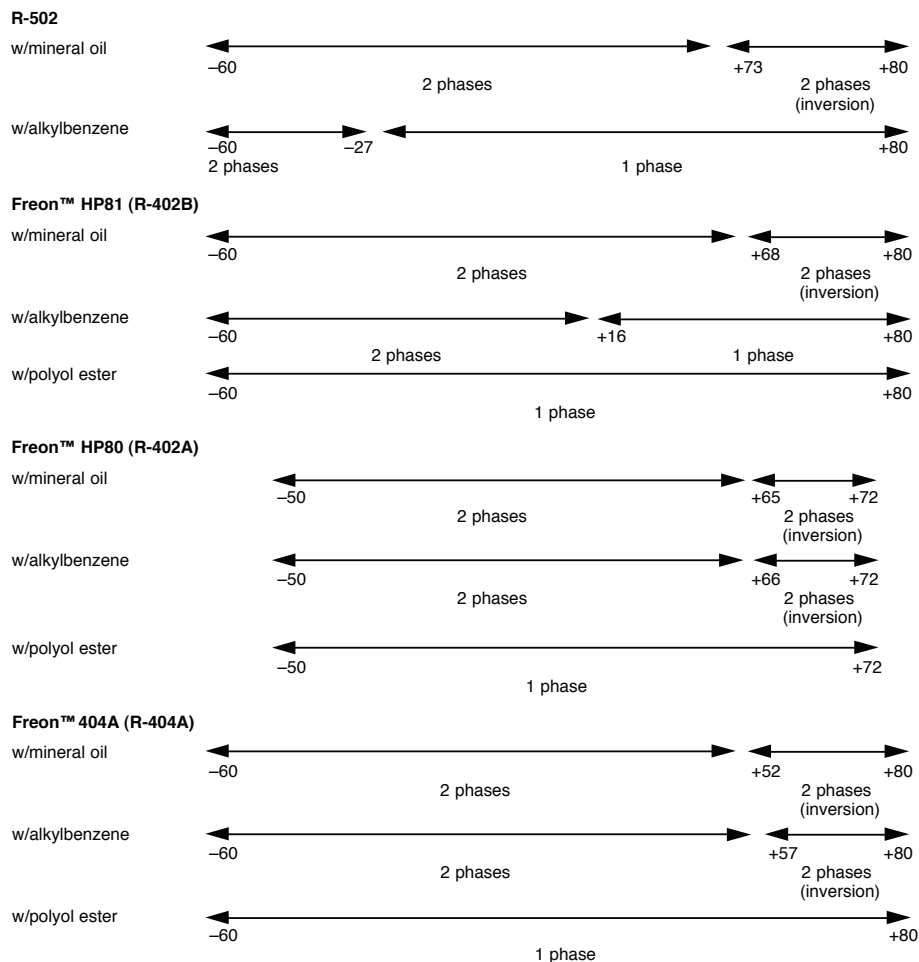 R-502
w/mineral oil
–60 +73 +80
2 phases 2 phases
(inversion)
w/alkylbenzene
–60 –27 +80
2 phases 1 phase
Freon™ HP81 (R-402B)
w/mineral oil
–60 +68 +80
2 phases 2 phases
(inversion)
w/alkylbenzene
–60 +16 +80
2 phases 1 phase
w/polyol ester
–60 +80
1 phase
Freon™ HP80 (R-402A)
w/mineral oil
–50 +65 +72
2 phases 2 phases
(inversion)
w/alkylbenzene
–50 +66 +72
2 phases 2 phases
(inversion)
w/polyol ester
–50 +72
1 phase
Freon™ 404A (R-404A)
w/mineral oil
–60 +52 +80
2 phases 2 phases
(inversion)
w/alkylbenzene
–60 +57 +80
2 phases 2 phases
(inversion)
w/polyol ester
–60 +80
1 phase